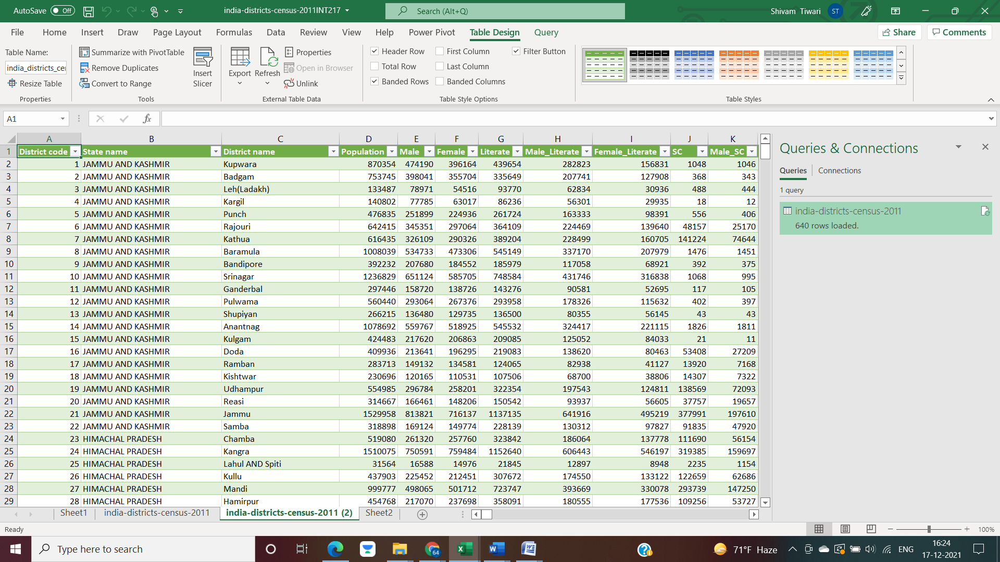 AutoSave Off india-districts-census-2011INT217 Search (Alt+Q) Shivam Tiwari ST
File Home Insert Draw Page Layout Formulas Data Review View Help Power Pivot Table Design Query Share Comments
Table Name:
india_districts_cer
Resize Table
Properties
Summarize with PivotTable
Remove Duplicates
Convert to Range
Tools
Insert
Slicer
Export
Refresh
Properties
Open in Browser
Unlink
External Table Data
Header Row First Column Filter Button
Total Row Last Column
Banded Rows Banded Columns
Table Style Options
Table Styles
A1 fx
A B C D E F G H I J K
1 District code State name District name Population Male Female Literate Male_Literate Female_Literate SC Male_SC
2 1 JAMMU AND KASHMIR Kupwara 870354 474190 396164 439654 282823 156831 1048 1046
3 2 JAMMU AND KASHMIR Badgam 753745 398041 355704 335649 207741 127908 368 343
4 3 JAMMU AND KASHMIR Leh(Ladakh) 133487 78971 54516 93770 62834 30936 488 444
5 4 JAMMU AND KASHMIR Kargil 140802 77785 63017 86236 56301 29935 18 12
6 5 JAMMU AND KASHMIR Punch 476835 251899 224936 261724 163333 98391 556 406
7 6 JAMMU AND KASHMIR Rajouri 642415 345351 297064 364109 224469 139640 48157 25170
8 7 JAMMU AND KASHMIR Kathua 616435 326109 290326 389204 228499 160705 141224 74644
9 8 JAMMU AND KASHMIR Baramula 1008039 534733 473306 545149 337170 207979 1476 1451
10 9 JAMMU AND KASHMIR Bandipore 392232 207680 184552 185979 117058 68921 392 375
11 10 JAMMU AND KASHMIR Srinagar 1236829 651124 585705 748584 431746 316838 1068 995
12 11 JAMMU AND KASHMIR Ganderbal 297446 158720 138726 143276 90581 52695 117 105
13 12 JAMMU AND KASHMIR Pulwama 560440 293064 267376 293958 178326 115632 402 397
14 13 JAMMU AND KASHMIR Shupiyan 266215 136480 129735 136500 80355 56145 43 43
15 14 JAMMU AND KASHMIR Anantnag 1078692 559767 518925 545532 324417 221115 1826 1811
16 15 JAMMU AND KASHMIR Kulgam 424483 217620 206863 209085 125052 84033 21 11
17 16 JAMMU AND KASHMIR Doda 409936 213641 196295 219083 138620 80463 53408 27209
18 17 JAMMU AND KASHMIR Ramban 283713 149132 134581 124065 82938 41127 13920 7168
19 18 JAMMU AND KASHMIR Kishtwar 230696 120165 110531 107506 68700 38806 14307 7322
20 19 JAMMU AND KASHMIR Udhampur 554985 296784 258201 322354 197543 124811 138569 72093
21 20 JAMMU AND KASHMIR Reasi 314667 166461 148206 150542 93937 56605 37757 19657
22 21 JAMMU AND KASHMIR Jammu 1529958 813821 716137 1137135 641916 495219 377991 197610
23 22 JAMMU AND KASHMIR Samba 318898 169124 149774 228139 130312 97827 91835 47920
24 23 HIMACHAL PRADESH Chamba 519080 261320 257760 323842 186064 137778 111690 56154
25 24 HIMACHAL PRADESH Kangra 1510075 750591 759484 1152640 606443 546197 319385 159697
26 25 HIMACHAL PRADESH Lahul AND Spiti 31564 16588 14976 21845 12897 8948 2235 1154
27 26 HIMACHAL PRADESH Kullu 437903 225452 212451 307672 174550 133122 122659 62686
28 27 HIMACHAL PRADESH Mandi 999777 498065 501712 723747 393669 330078 293739 147250
29 28 HIMACHAL PRADESH Hamirpur 454768 217070 237698 358091 180555 177536 109256 53727
Queries & Connections
Queries Connections
1 query
india-districts-census-2011
640 rows loaded.
Sheet1 india-districts-census-2011 india-districts-census-2011 (2) Sheet2
Ready 100%
Type here to search 64 71°F Haze ENG 16:24
17-12-2021